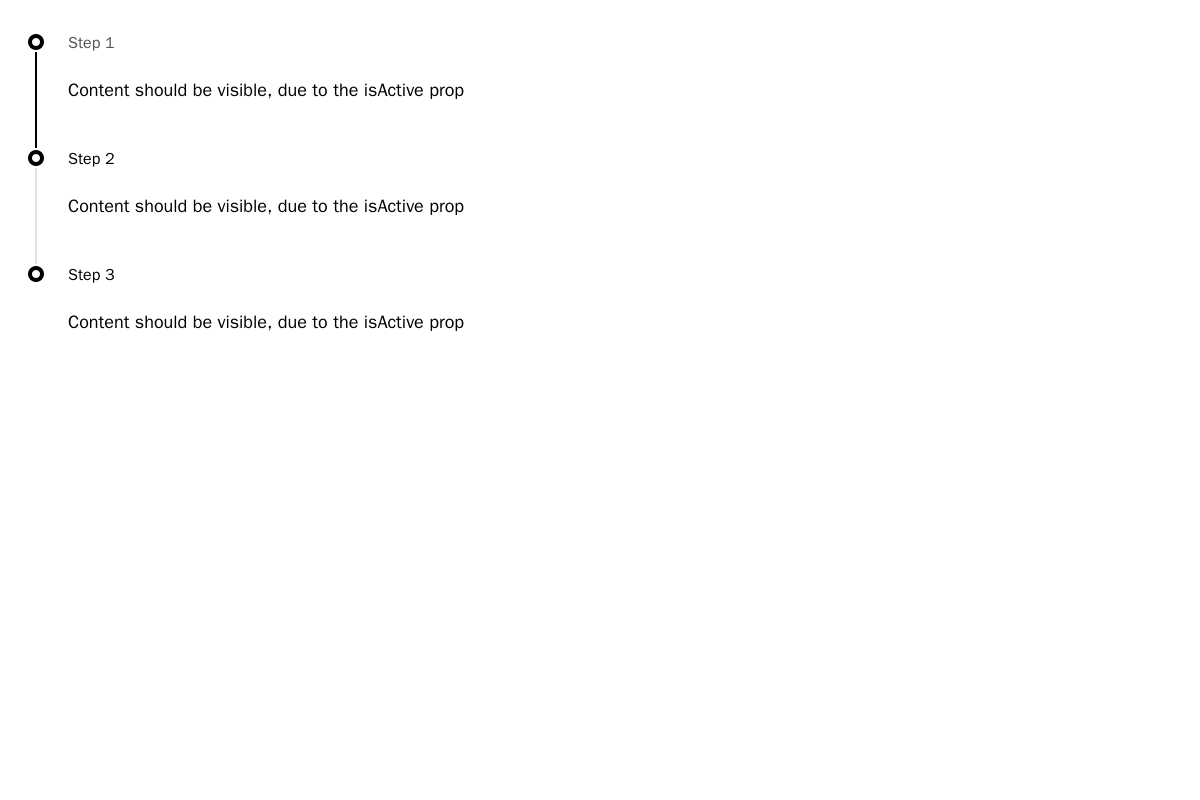 Step 1
Content should be visible, due to the isActive prop
Step 2
Content should be visible, due to the isActive prop
Step 3
Content should be visible, due to the isActive prop